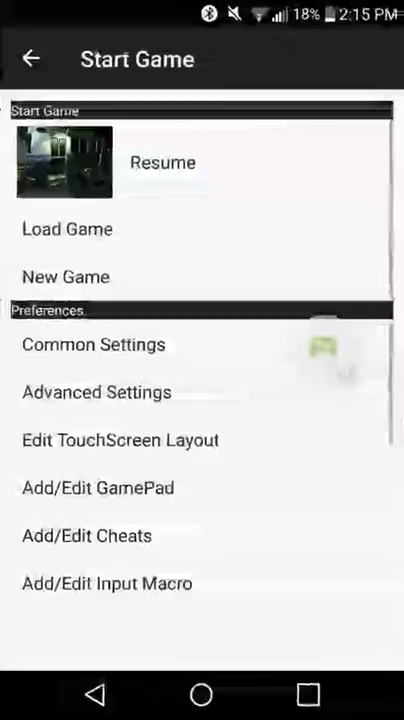 18% 2:15 PM
Start Game
Start Game
Resume
Load Game
New Game
Preferences
Common Settings
Advanced Settings
Edit TouchScreen Layout
Add/Edit GamePad
Add/Edit Cheats
Add/Edit Input Macro